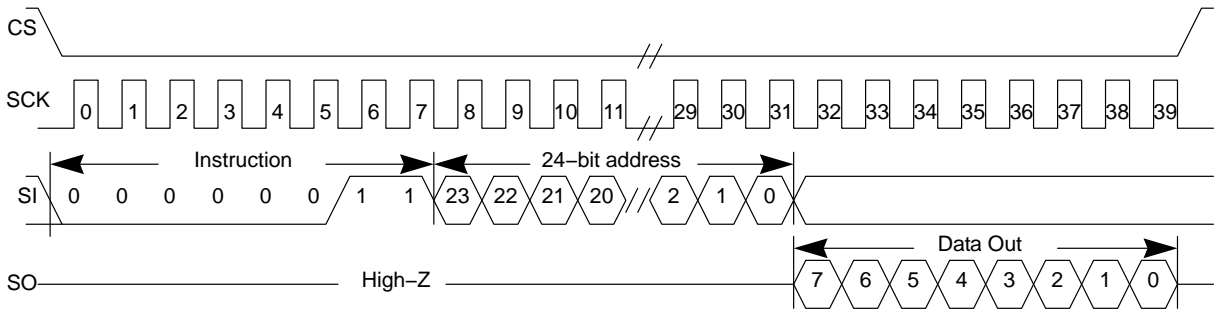 CS
SCK 0 1 2 3 4 5 6 7 8 9 10 11 29 30 31 32 33 34 35 36 37 38 39
Instruction 24−bit address
SI 0 0 0 0 0 0 1 1 23 22 21 20 2 1 0
Data Out
SO High−Z 7 6 5 4 3 2 1 0